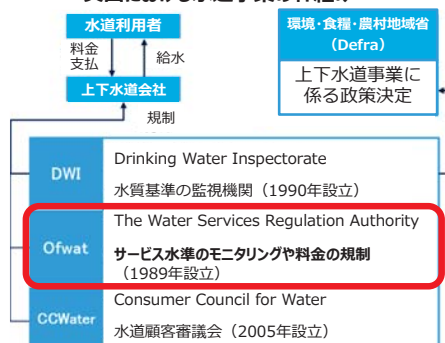 水道利用者
料金
支払
給水
上下水道会社
規制
環境・食糧・農村地域省
（Defra）
上下水道事業に
係る政策決定
DWI
Drinking Water Inspectorate
水質基準の監視機関（1990年設立）
Ofwat
The Water Services Regulation Authority
サービス水準のモニタリングや料金の規制
（1989年設立）
CCWater
Consumer Council for Water
水道顧客審議会（2005年設立）